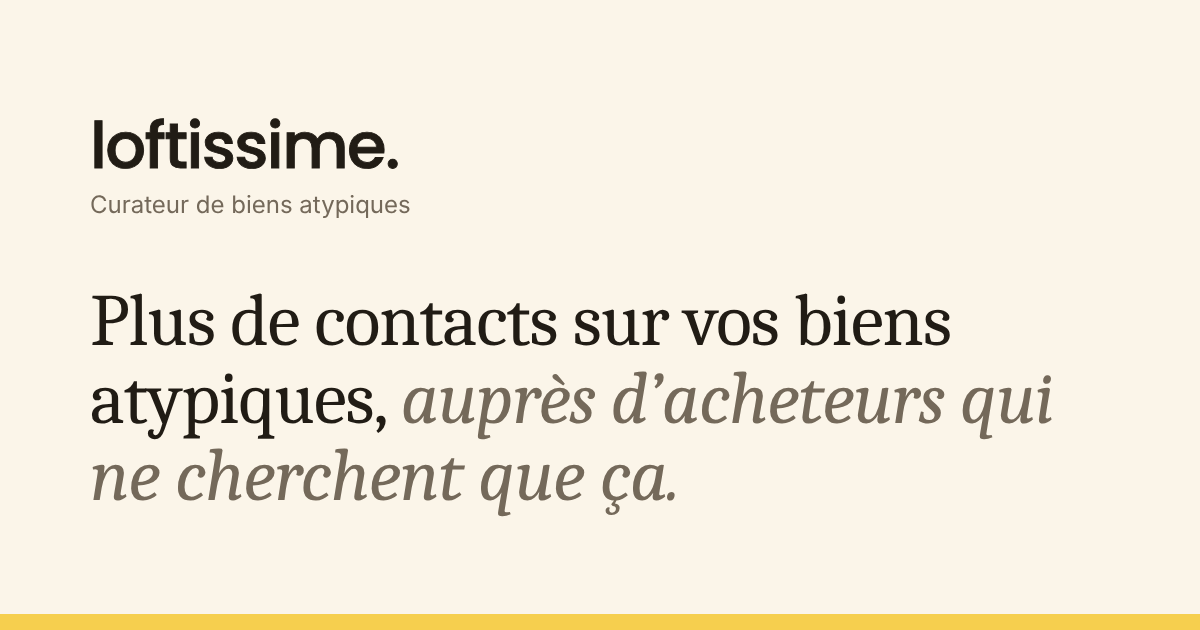 loftissime.
Curateur de biens atypiques
Plus de contacts sur vos biens
atypiques, auprès d’acheteurs qui
ne cherchent que ça.